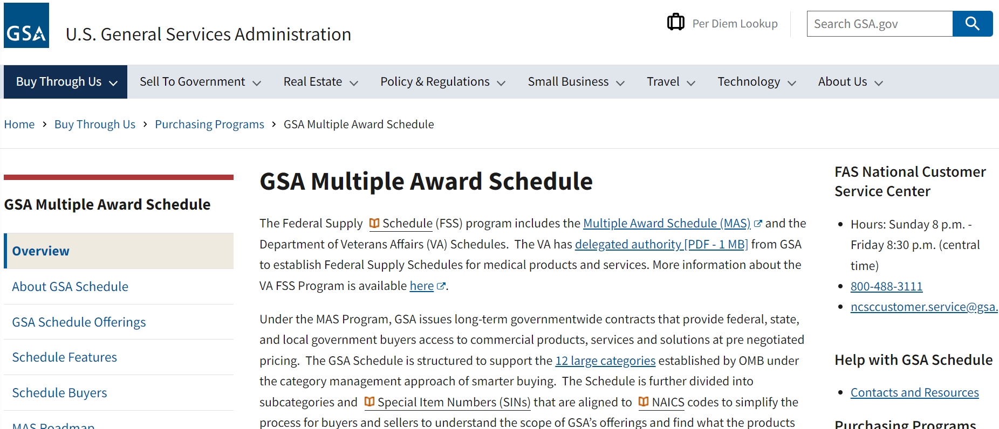 GSA
U.S. General Services Administration
Per Diem Lookup
Search GSA.gov
Buy Through Us
Sell To Government
Real Estate
Policy & Regulations
Small Business
Travel
Technology
About Us
Home > Buy Through Us > Purchasing Programs > GSA Multiple Award Schedule
GSA Multiple Award Schedule
Overview
About GSA Schedule
GSA Schedule Offerings
Schedule Features
Schedule Buyers
MAS Roadmap
GSA Multiple Award Schedule
The Federal Supply Schedule (FSS) program includes the Multiple Award Schedule (MAS) and the
Department of Veterans Affairs (VA) Schedules. The VA has delegated authority [PDF - 1 MB] from GSA
to establish Federal Supply Schedules for medical products and services. More information about the
VA FSS Program is available here.
Under the MAS Program, GSA issues long-term governmentwide contracts that provide federal, state,
and local government buyers access to commercial products, services and solutions at pre negotiated
pricing. The GSA Schedule is structured to support the 12 large categories established by OMB under
the category management approach of smarter buying. The Schedule is further divided into
subcategories and Special Item Numbers (SINs) that are aligned to NAICS codes to simplify the
process for buyers and sellers to understand the scope of GSA's offerings and find what the products
FAS National Customer
Service Center
• Hours: Sunday 8 p.m. -
Friday 8:30 p.m. (central
time)
• 800-488-3111
• ncsccustomer.service@gsa.
Help with GSA Schedule
• Contacts and Resources
Purchasing Programs